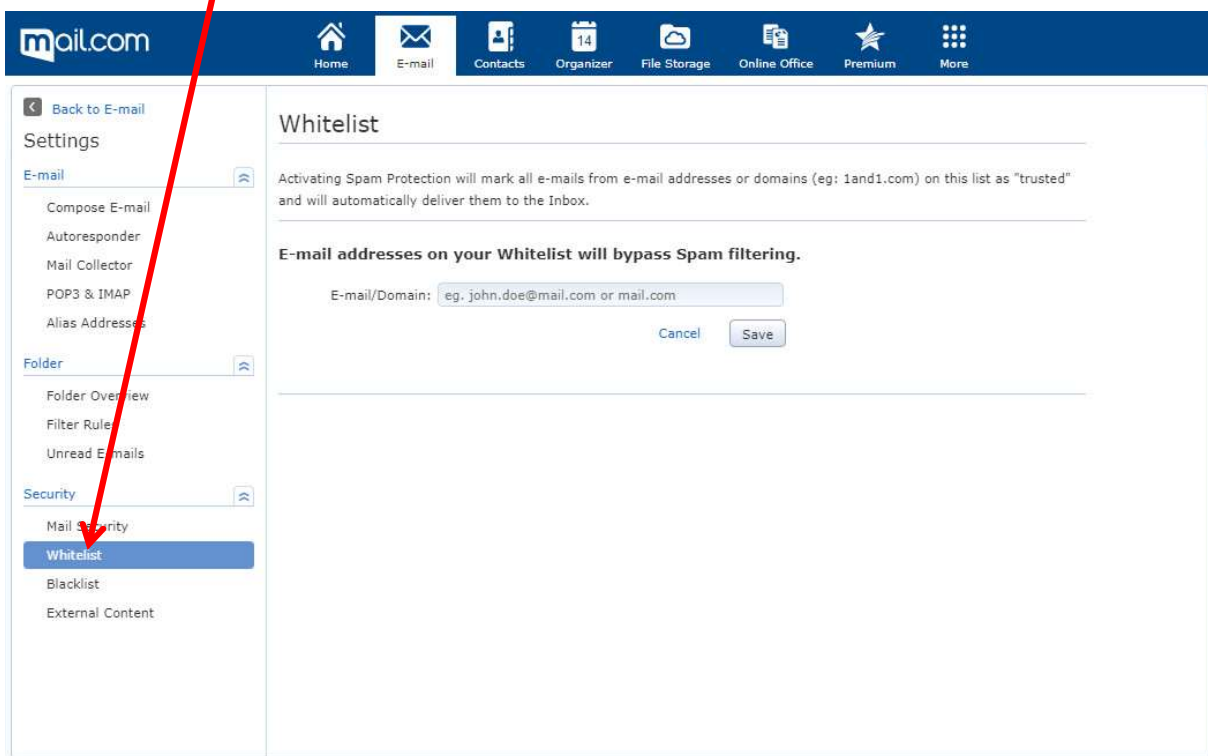 mail.com
Home
E-mail
Contacts
14
Organizer
File Storage
Online Office
Premium
More
Back to E-mail
Settings
E-mail
Compose E-mail
Autoresponder
Mail Collector
POP3 & IMAP
Alias Addresses
Folder
Folder Overview
Filter Rules
Unread E-mails
Security
Mail Security
Whitelist
Blacklist
External Content
Whitelist
Activating Spam Protection will mark all e-mails from e-mail addresses or domains (eg: 1and1.com) on this list as "trusted"
and will automatically deliver them to the Inbox.
E-mail addresses on your Whitelist will bypass Spam filtering.
E-mail/Domain: eg. john.doe@mail.com or mail.com
Cancel Save